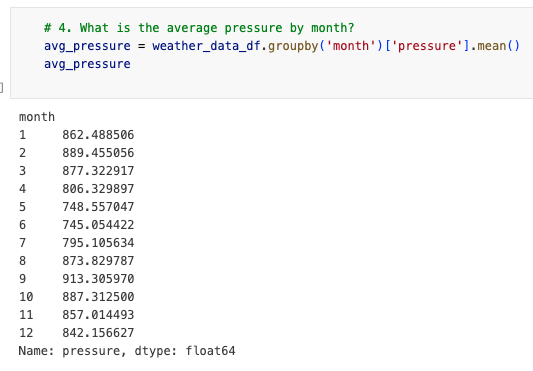 # 4. What is the average pressure by month?
avg_pressure = weather_data_df.groupby('month')['pressure'].mean()
avg_pressure
month
1 862.488506
2 889.455056
3 877.322917
4 806.329897
5 748.557047
6 745.054422
7 795.105634
8 873.829787
9 913.305970
10 887.312500
11 857.014493
12 842.156627
Name: pressure, dtype: float64